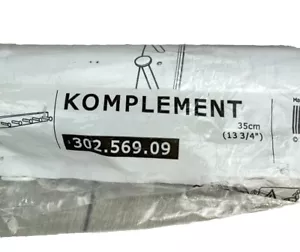 KOMPLEMENT
35cm
(13 3/4")
302.569.09